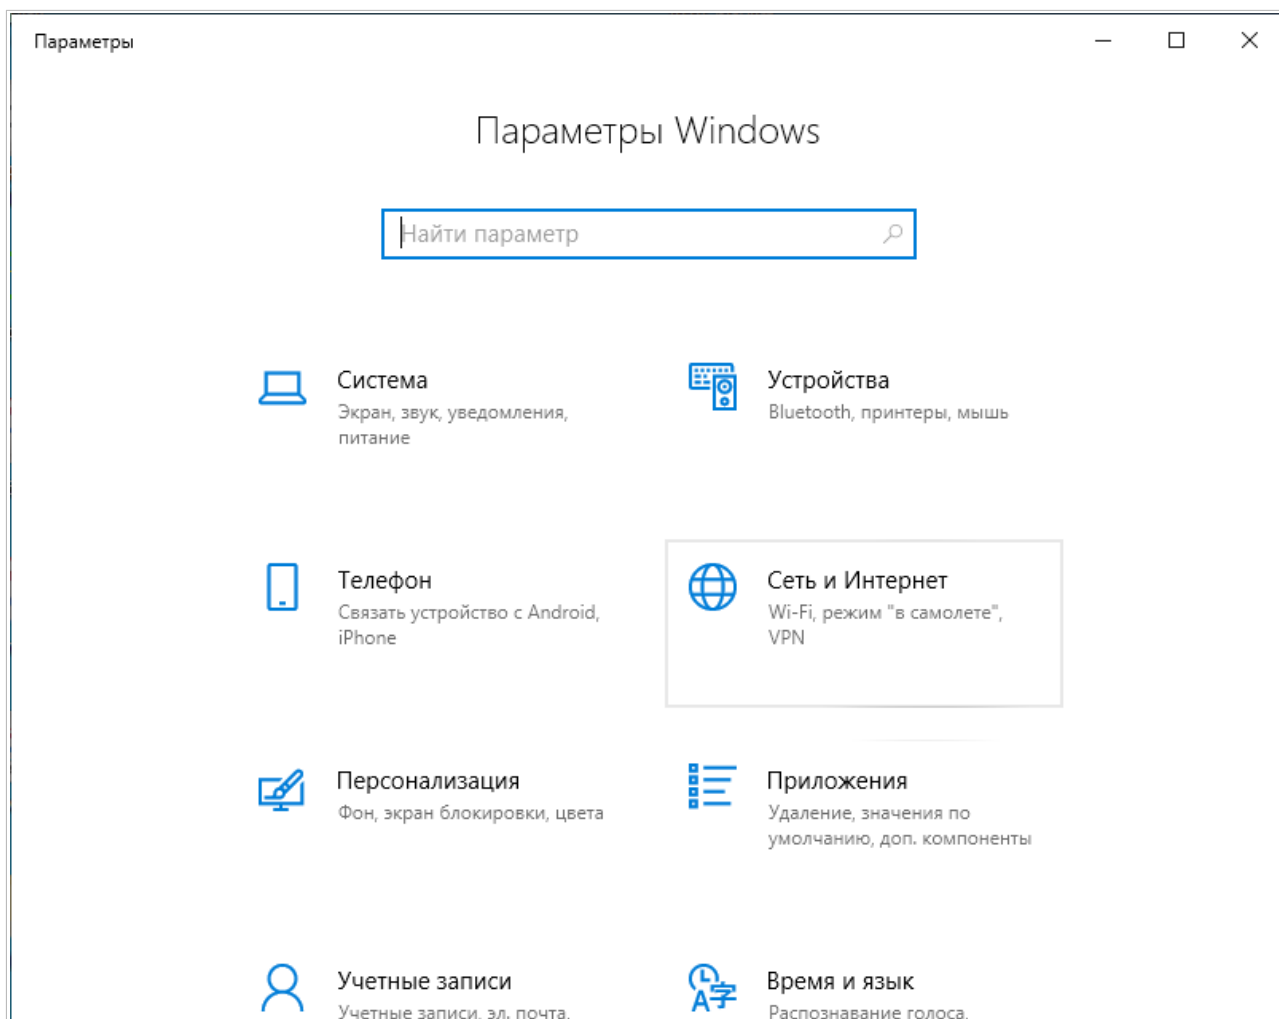 Параметры
Параметры Windows
Найти параметр
Система
Экран, звук, уведомления,
питание
Устройства
Bluetooth, принтеры, мышь
Телефон
Связать устройство с Android,
iPhone
Сеть и Интернет
Wi-Fi, режим "в самолете",
VPN
Персонализация
Фон, экран блокировки, цвета
Приложения
Удаление, значения по
умолчанию, доп. компоненты
Учетные записи
Учетные записи, эл. почта,
Время и язык
Распознавание голоса,